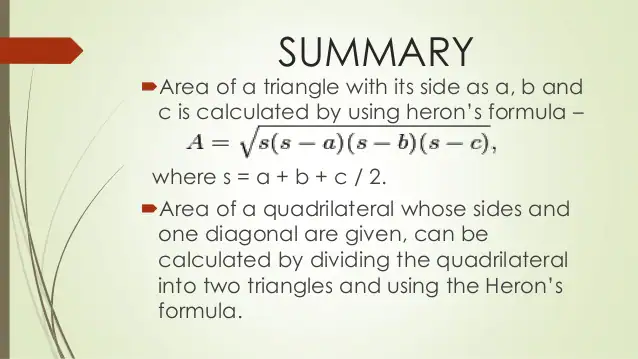 SUMMARY
Area of a triangle with its side as a, b and
c is calculated by using heron's formula –
A = √s(s − a)(s − b)(s − c),
where s = a + b + c / 2.
Area of a quadrilateral whose sides and
one diagonal are given, can be
calculated by dividing the quadrilateral
into two triangles and using the Heron's
formula.